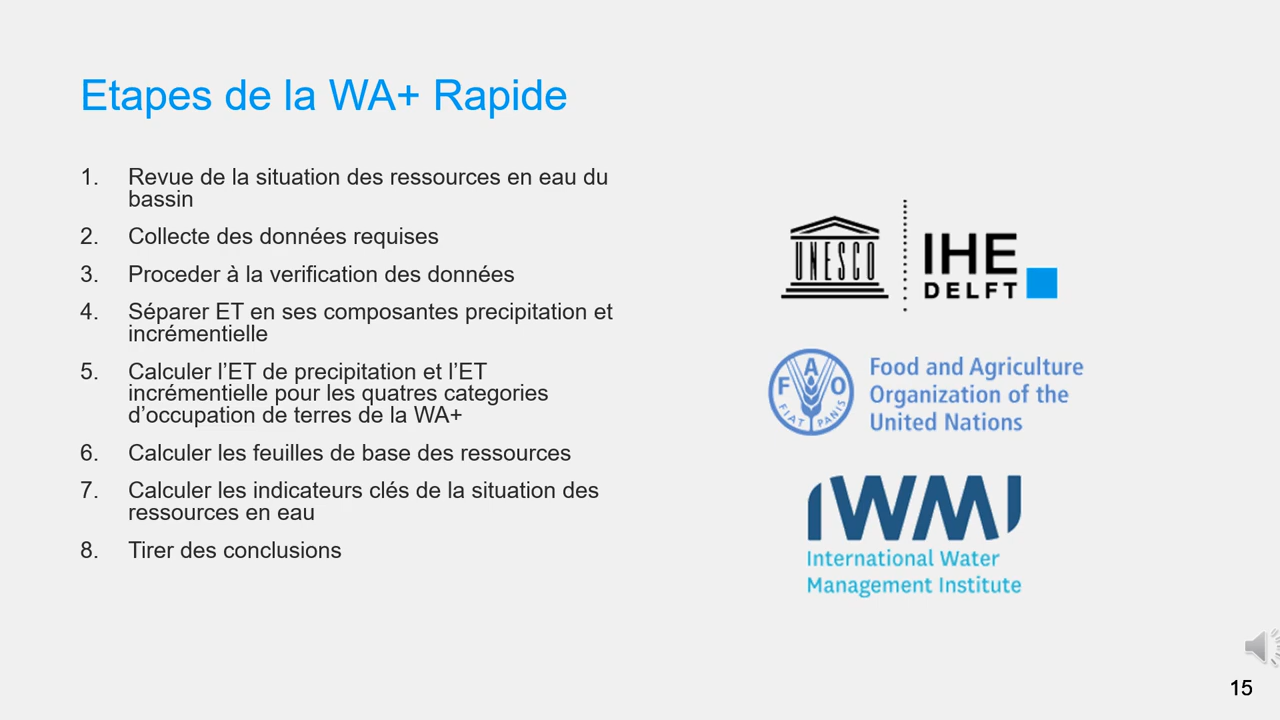 Etapes de la WA+ Rapide
1. Revue de la situation des ressources en eau du
bassin
2. Collecte des données requises
3. Proceder à la verification des données
4. Séparer ET en ses composantes precipitation et
incrémentielle
5. Calculer l’ET de precipitation et l’ET
incrémentielle pour les quatres categories
d’occupation de terres de la WA+
6. Calculer les feuilles de base des ressources
7. Calculer les indicateurs clés de la situation des
ressources en eau
8. Tirer des conclusions
UNESCO
IHE
DELFT
FAO
FIAT PANIS
Food and Agriculture
Organization of the
United Nations
IWMI
International Water
Management Institute
15